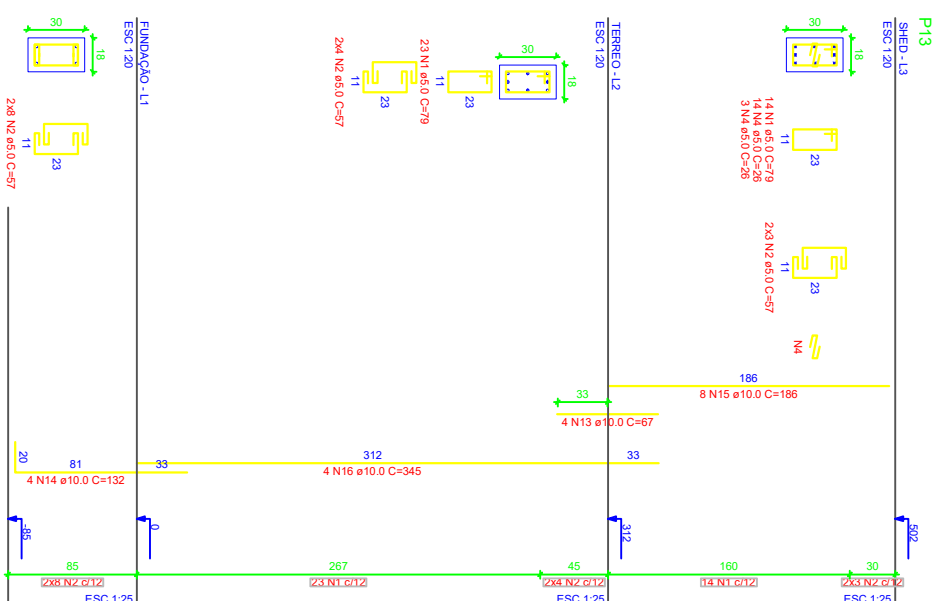 P13
SHED - L3
ESC 1:20
30
18
14 N1 ø5.0 C=79
14 N4 ø5.0 C=26
3 N4 ø5.0 C=26
11
23
2x3 N2 ø5.0 C=57
11
23
N4
TERREO - L2
ESC 1:20
30
18
23 N1 ø5.0 C=79
11
23
2x4 N2 ø5.0 C=57
11
23
FUNDAÇÃO - L1
ESC 1:20
30
18
2x8 N2 ø5.0 C=57
11
23
186
8 N15 ø10.0 C=186
33
4 N13 ø10.0 C=67
312
33
4 N16 ø10.0 C=345
20
81
33
4 N14 ø10.0 C=132
-85
0
312
502
85
267
45
160
30
2x8 N2 c/12
23 N1 c/12
2x4 N2 c/12
14 N1 c/12
2x3 N2 c/12
ESC 1:25
ESC 1:25
ESC 1:25